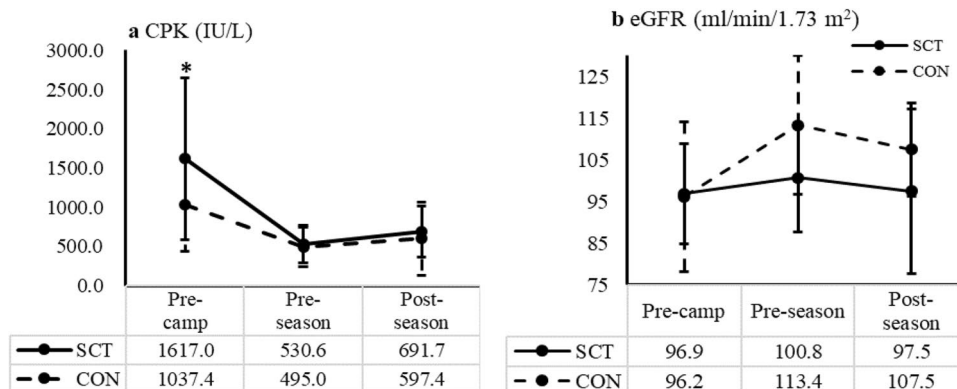 a CPK (IU/L)
3000.0
2500.0
2000.0
1500.0
1000.0
500.0
0.0
*
Pre-camp Pre-season Post-season
SCT 1617.0 530.6 691.7
CON 1037.4 495.0 597.4
b eGFR (ml/min/1.73 m²)
SCT
CON
125
115
105
95
85
75
Pre-camp Pre-season Post-season
SCT 96.9 100.8 97.5
CON 96.2 113.4 107.5